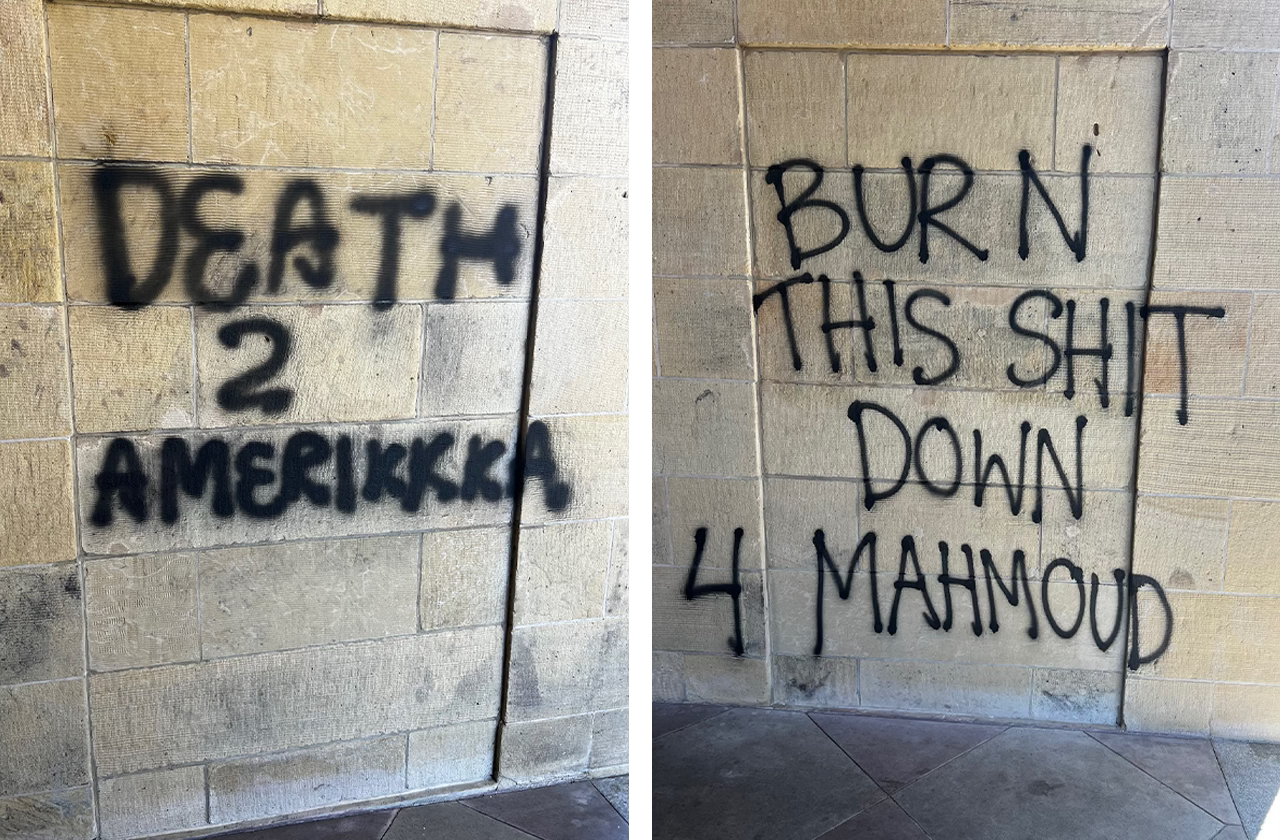 DEATH
2
AMERIKKKA
BURN
THIS SHIT
DOWN
4 MAHMOUD